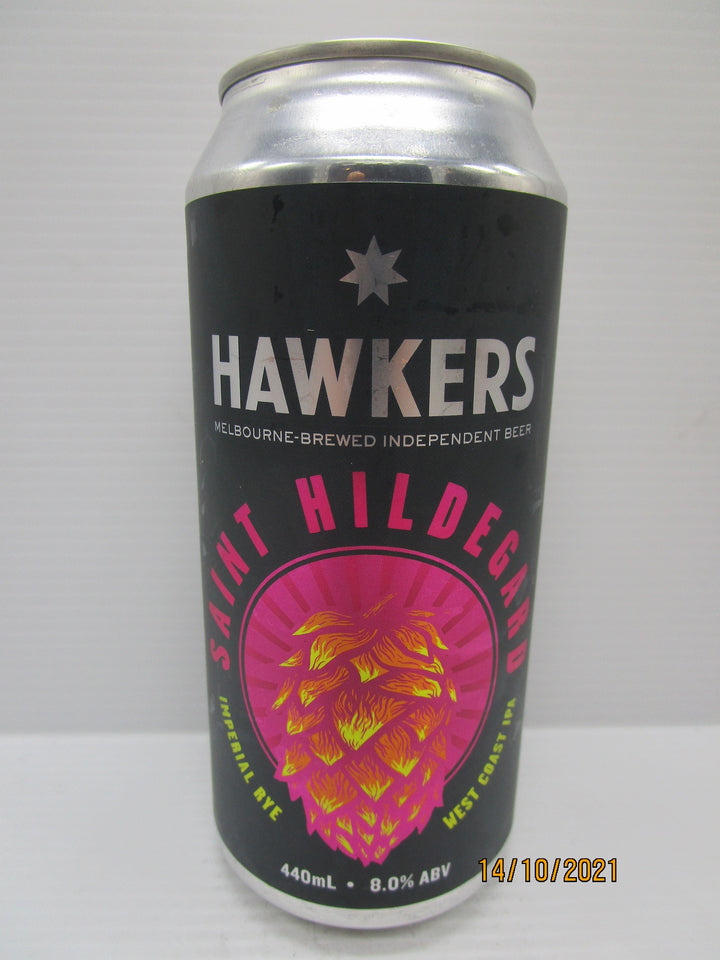 HAWKERS
MELBOURNE-BREWED INDEPENDENT BEER
SAINT HILDEGARD
IMPERIAL RYE
WEST COAST IPA
440mL • 8.0% ABV
14/10/2021